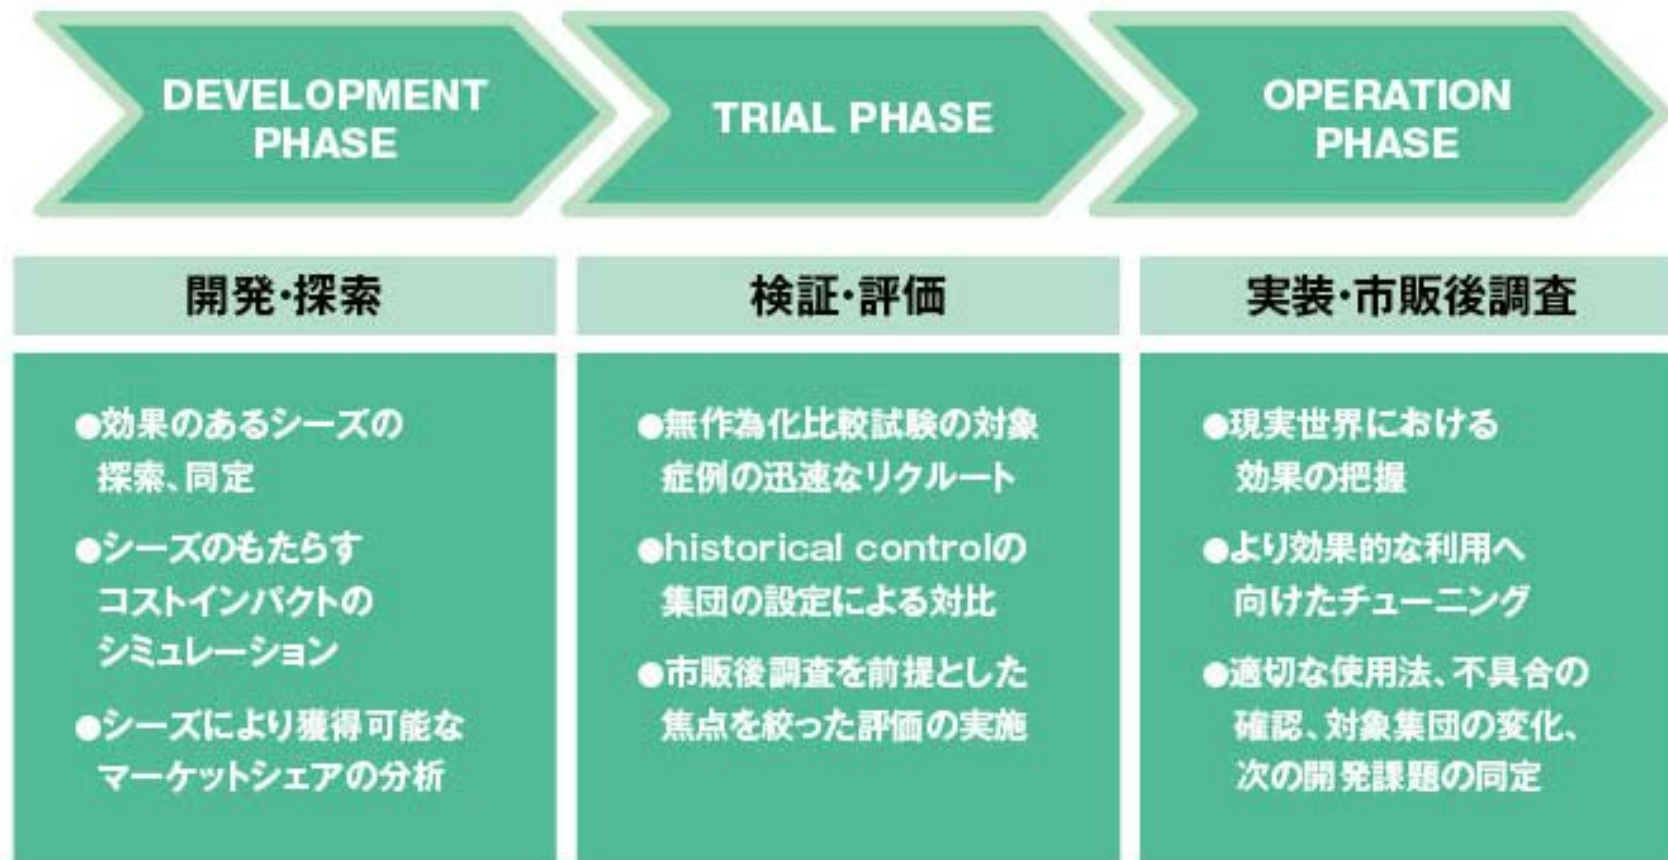 DEVELOPMENT
PHASE
TRIAL PHASE
OPERATION
PHASE
開発・探索
●効果のあるシーズの
探索、同定
●シーズのもたらす
コストインパクトの
シミュレーション
●シーズにより獲得可能な
マーケットシェアの分析
検証・評価
●無作為化比較試験の対象
症例の迅速なリクルート
●historical controlの
集団の設定による対比
●市販後調査を前提とした
焦点を絞った評価の実施
実装・市販後調査
●現実世界における
効果の把握
●より効果的な利用へ
向けたチューニング
●適切な使用法、不具合の
確認、対象集団の変化、
次の開発課題の同定